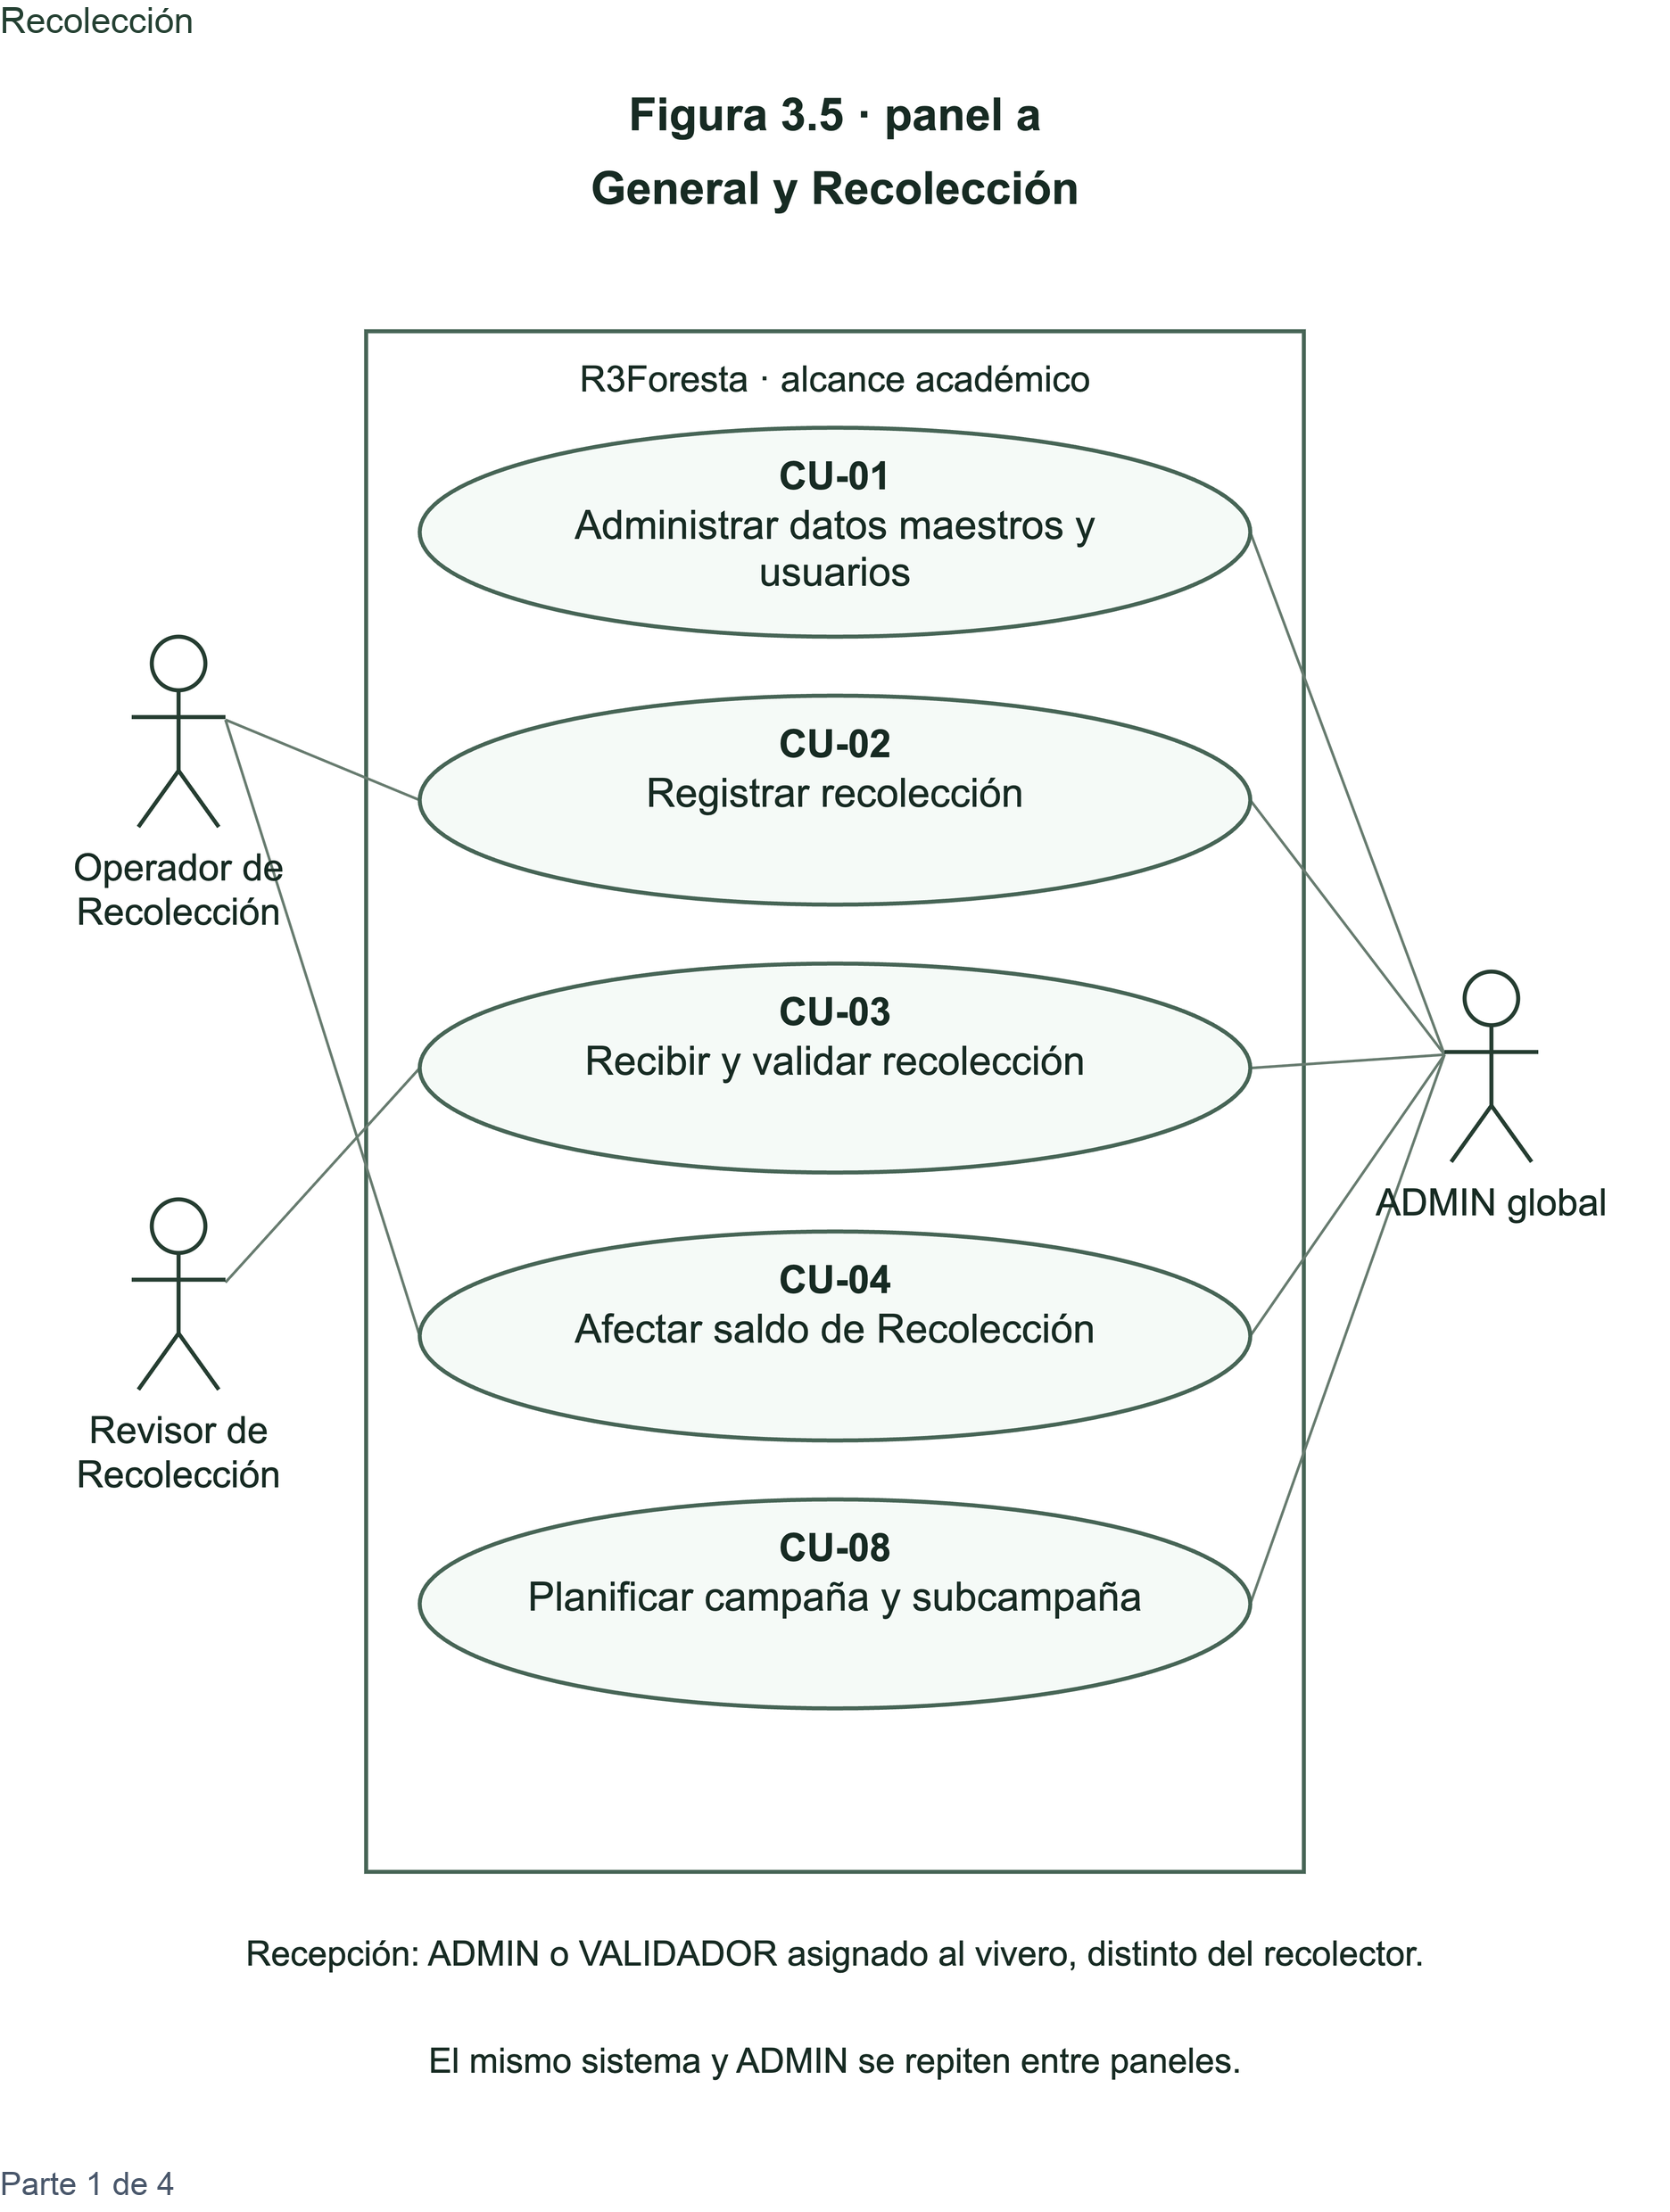 Recolección
Figura 3.5 · panel a
General y Recolección
R3Foresta · alcance académico
CU-01
Administrar datos maestros y
usuarios
CU-02
Registrar recolección
Operador de
Recolección
CU-03
Recibir y validar recolección
ADMIN global
CU-04
Afectar saldo de Recolección
Revisor de
Recolección
CU-08
Planificar campaña y subcampaña
Recepción: ADMIN o VALIDADOR asignado al vivero, distinto del recolector.
El mismo sistema y ADMIN se repiten entre paneles.
Parte 1 de 4